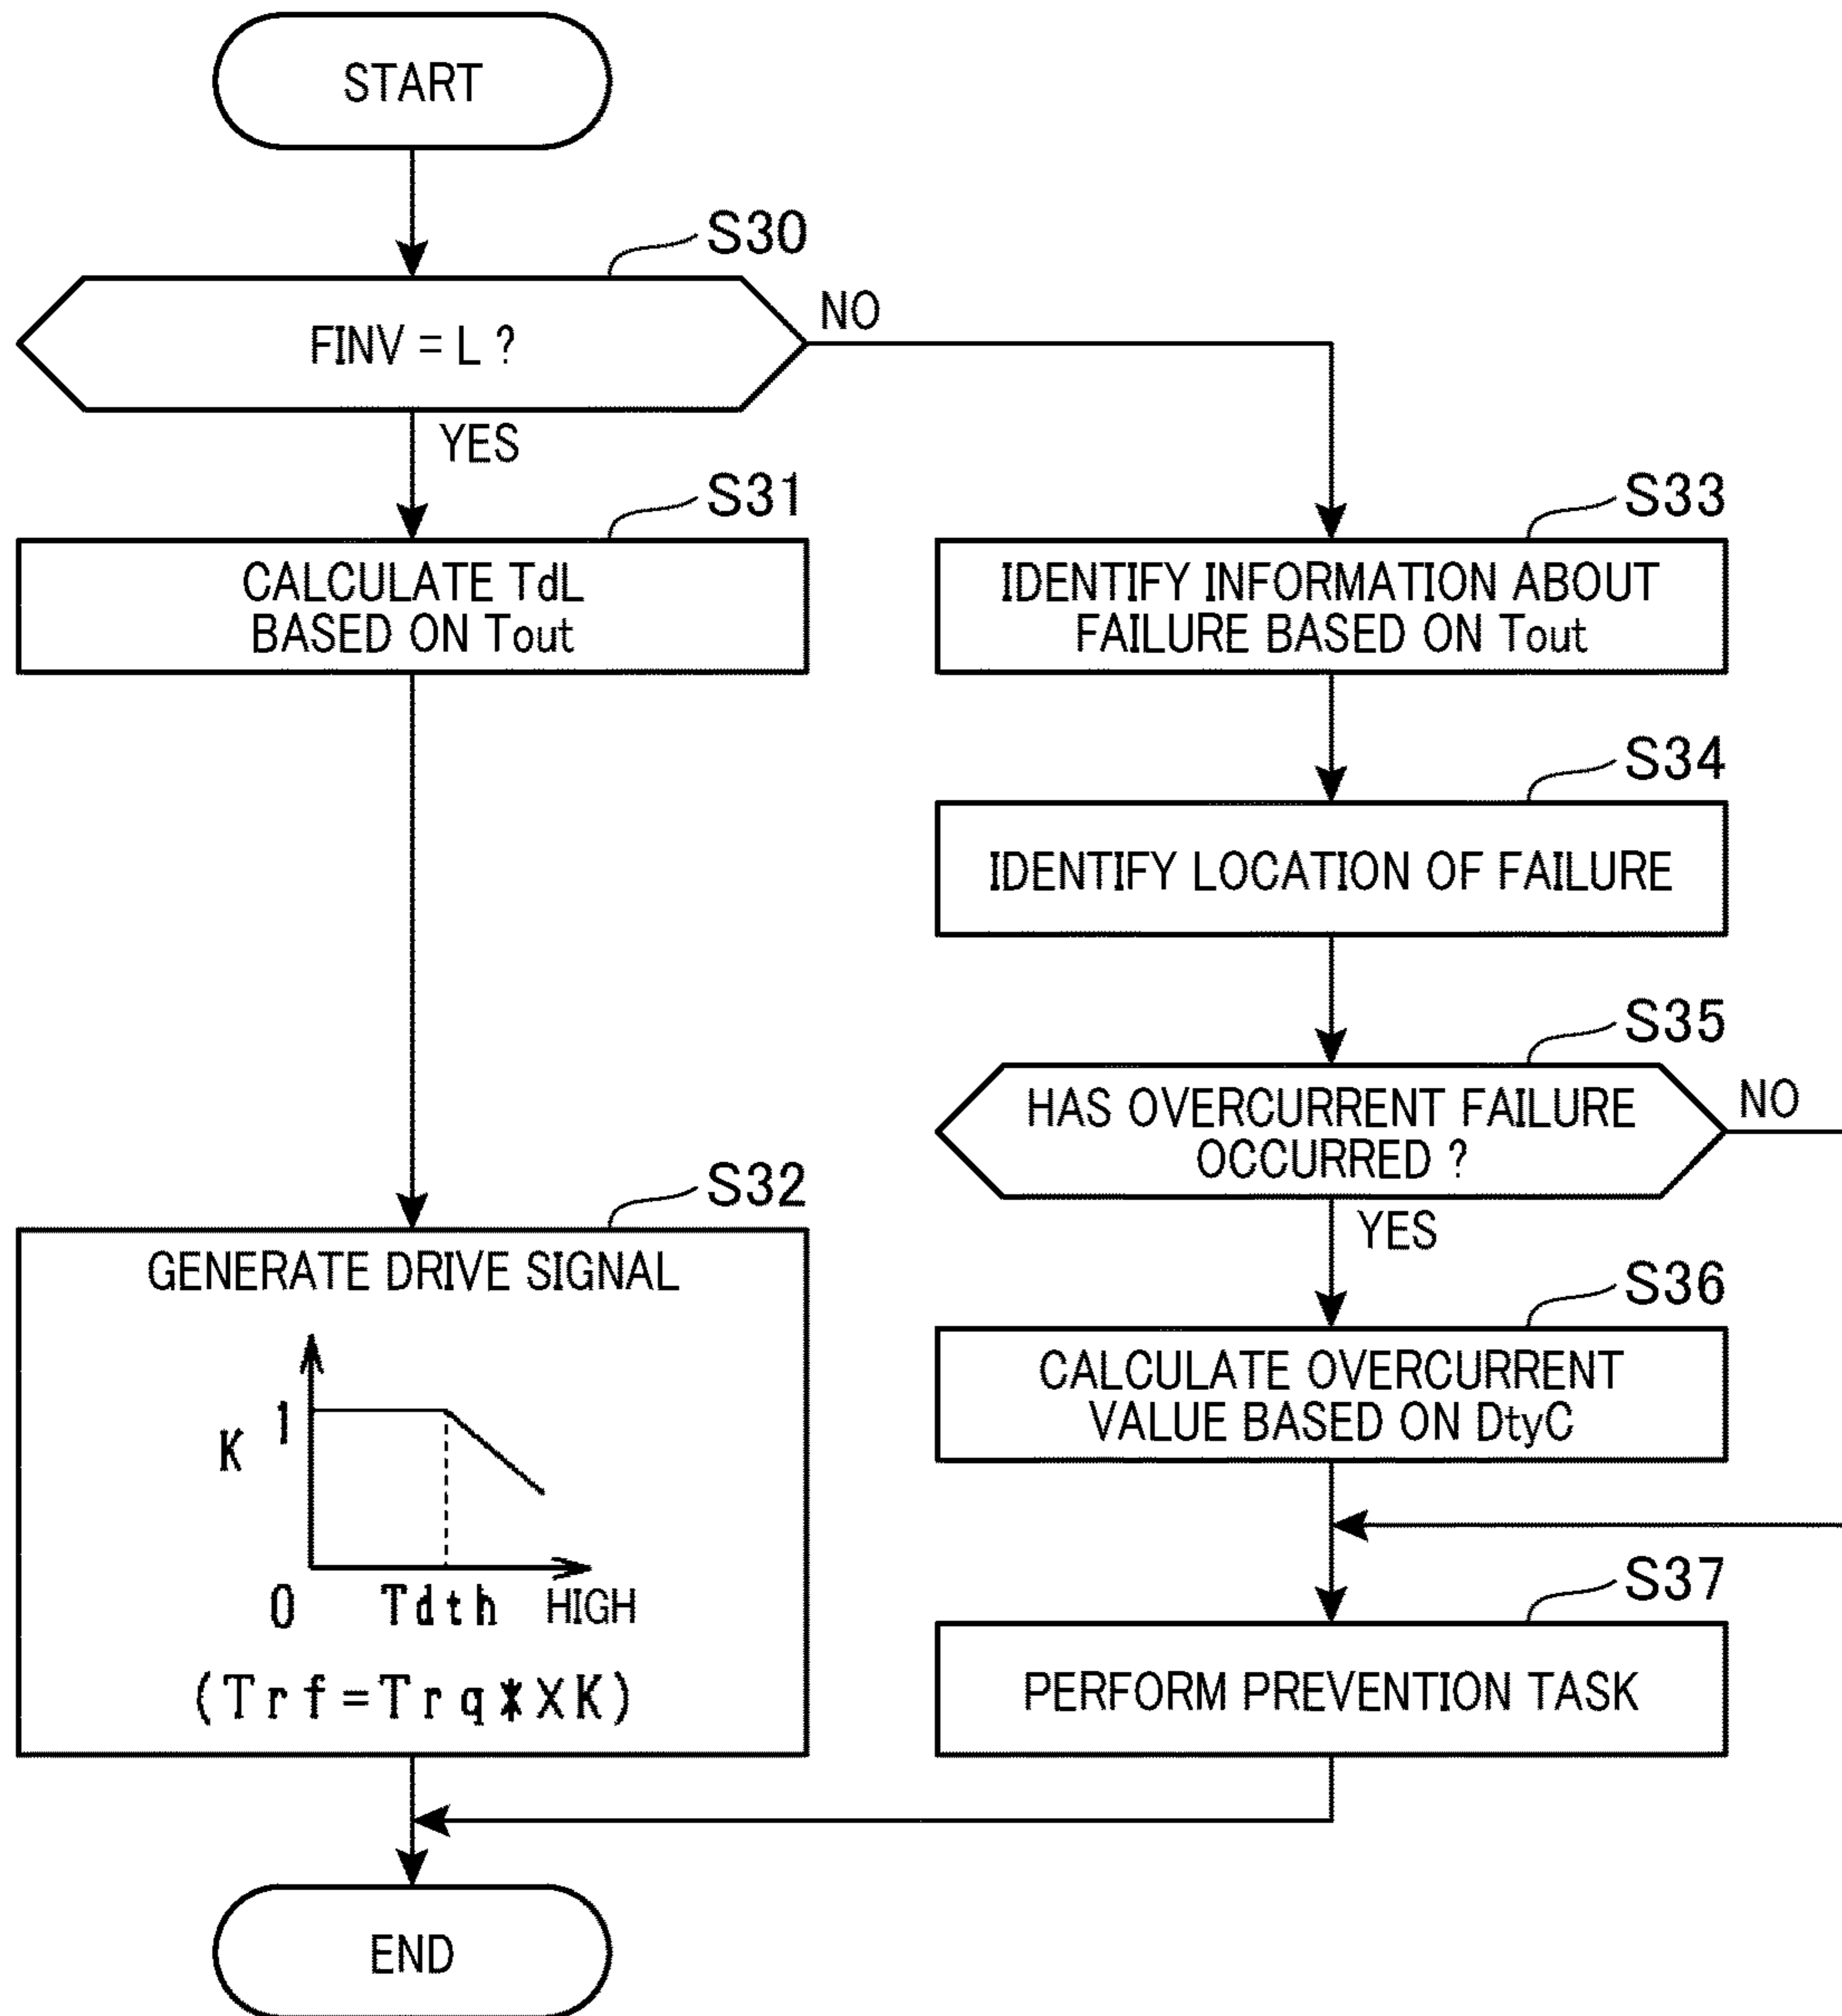 START
S30
FINV = L ?
NO
YES
S31
CALCULATE TdL
BASED ON Tout
S33
IDENTIFY INFORMATION ABOUT
FAILURE BASED ON Tout
S34
IDENTIFY LOCATION OF FAILURE
S35
HAS OVERCURRENT FAILURE
OCCURRED ?
NO
YES
S32
GENERATE DRIVE SIGNAL
K
1
0
Tdth
HIGH
(Trf=Trq*×K)
S36
CALCULATE OVERCURRENT
VALUE BASED ON DtyC
S37
PERFORM PREVENTION TASK
END